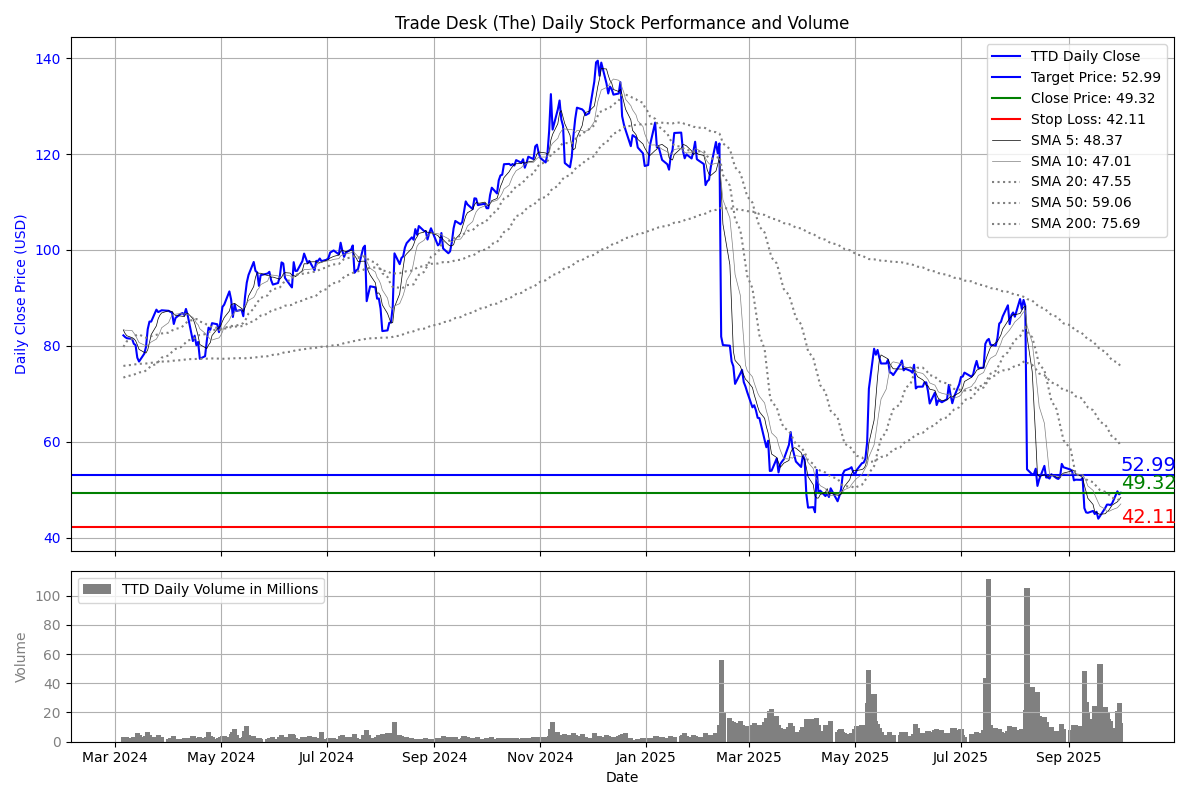 Trade Desk (The) Daily Stock Performance and Volume
Daily Close Price (USD)
140
120
100
80
60
40
TTD Daily Close
Target Price: 52.99
Close Price: 49.32
Stop Loss: 42.11
SMA 5: 48.37
SMA 10: 47.01
SMA 20: 47.55
SMA 50: 59.06
SMA 200: 75.69
52.99
49.32
42.11
Volume
100
80
60
40
20
0
TTD Daily Volume in Millions
Mar 2024
May 2024
Jul 2024
Sep 2024
Nov 2024
Jan 2025
Mar 2025
May 2025
Jul 2025
Sep 2025
Date